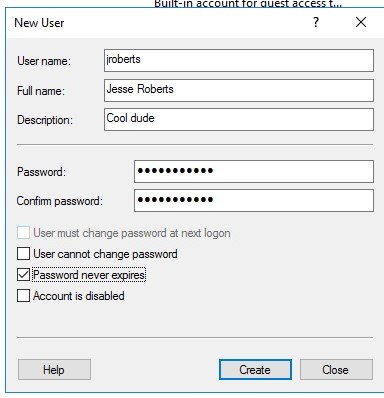 Built-in account for guest access t...
New User
? ×
User name: jroberts
Full name: Jesse Roberts
Description: Cool dude
Password: ●●●●●●●●●●●
Confirm password: ●●●●●●●●●●●
User must change password at next logon
User cannot change password
Password never expires
Account is disabled
Help Create Close